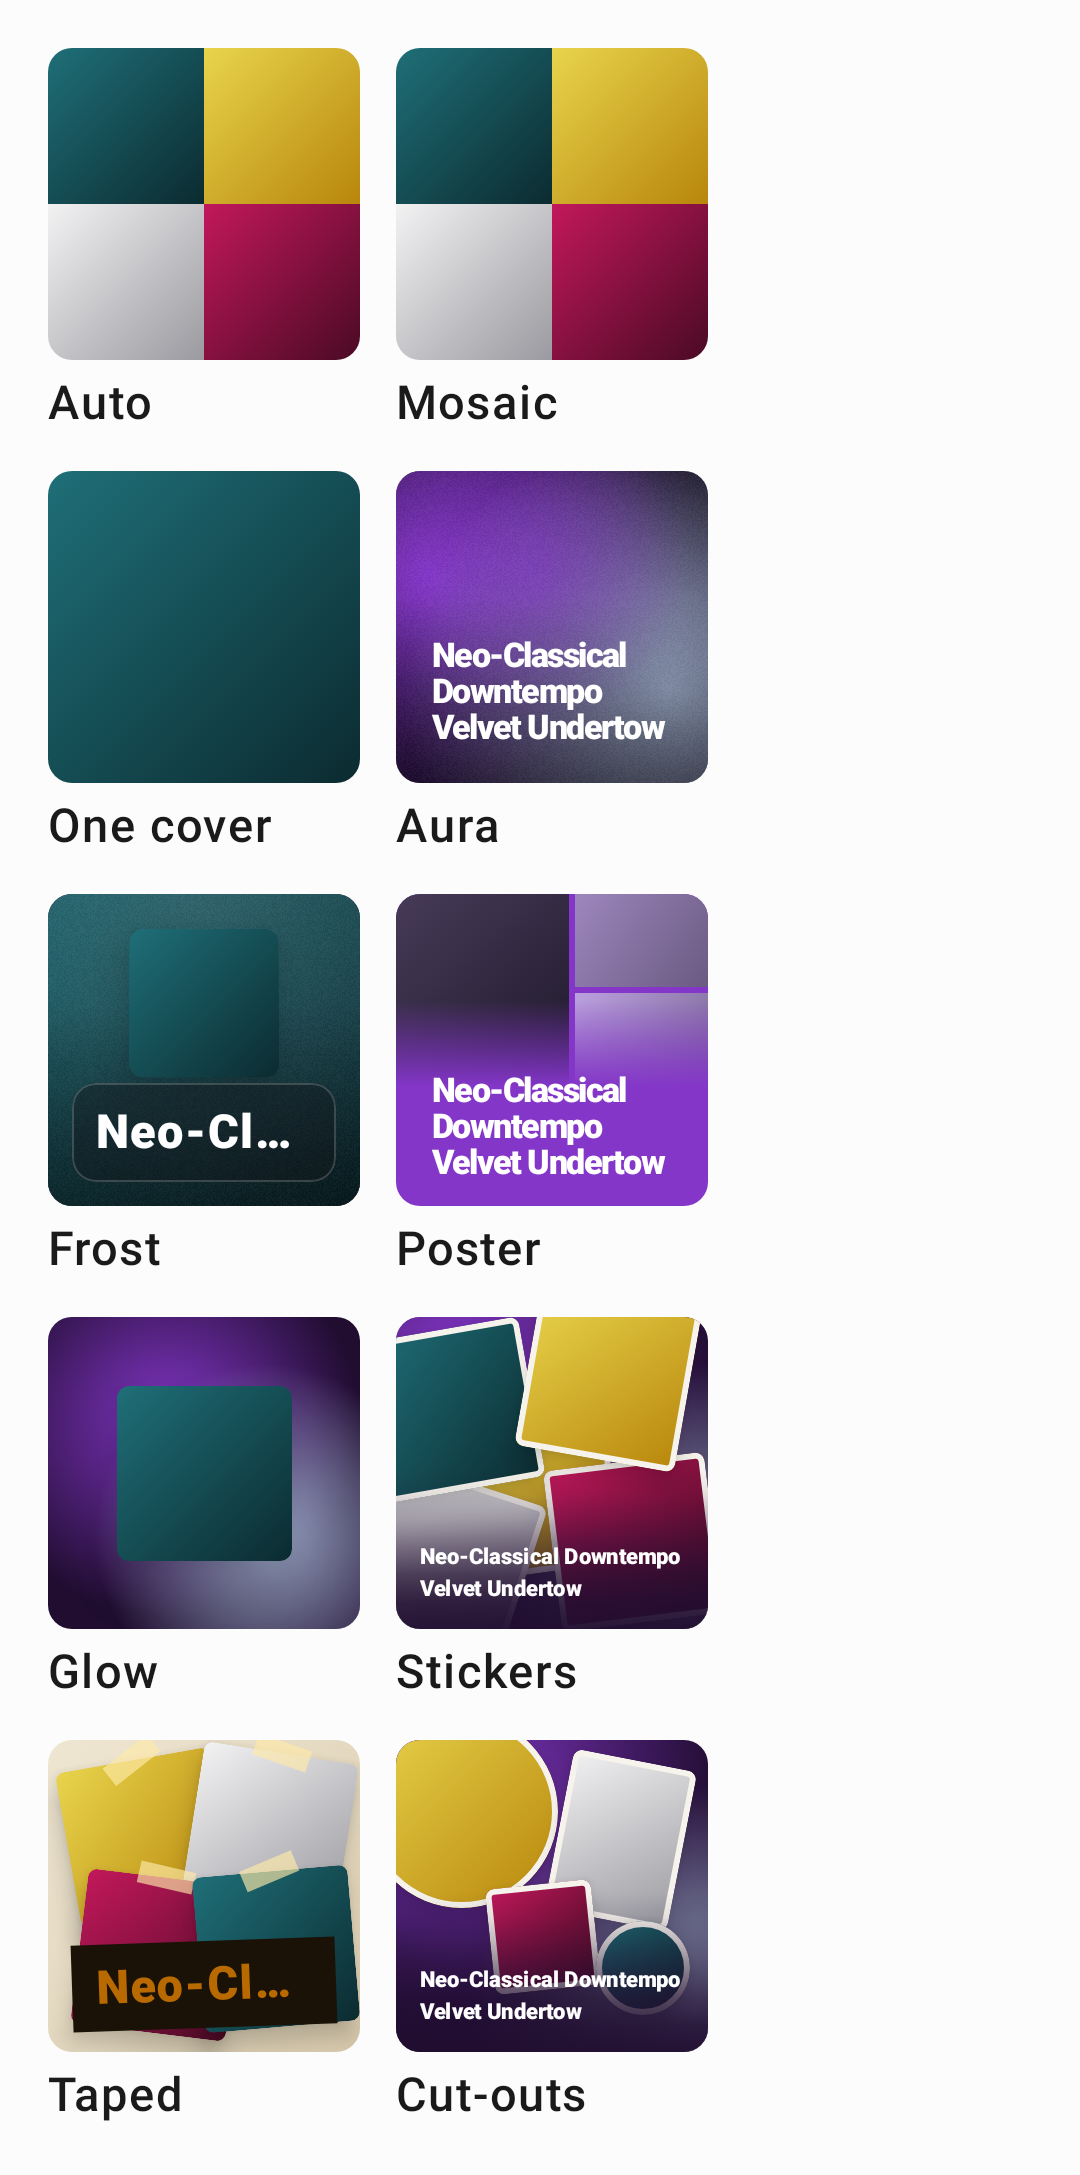 Auto
Mosaic
Neo-Classical
Downtempo
Velvet Undertow
One cover
Aura
Neo-Cl…
Neo-Classical
Downtempo
Velvet Undertow
Frost
Poster
Neo-Classical Downtempo
Velvet Undertow
Glow
Stickers
Neo-Cl…
Neo-Classical Downtempo
Velvet Undertow
Taped
Cut-outs